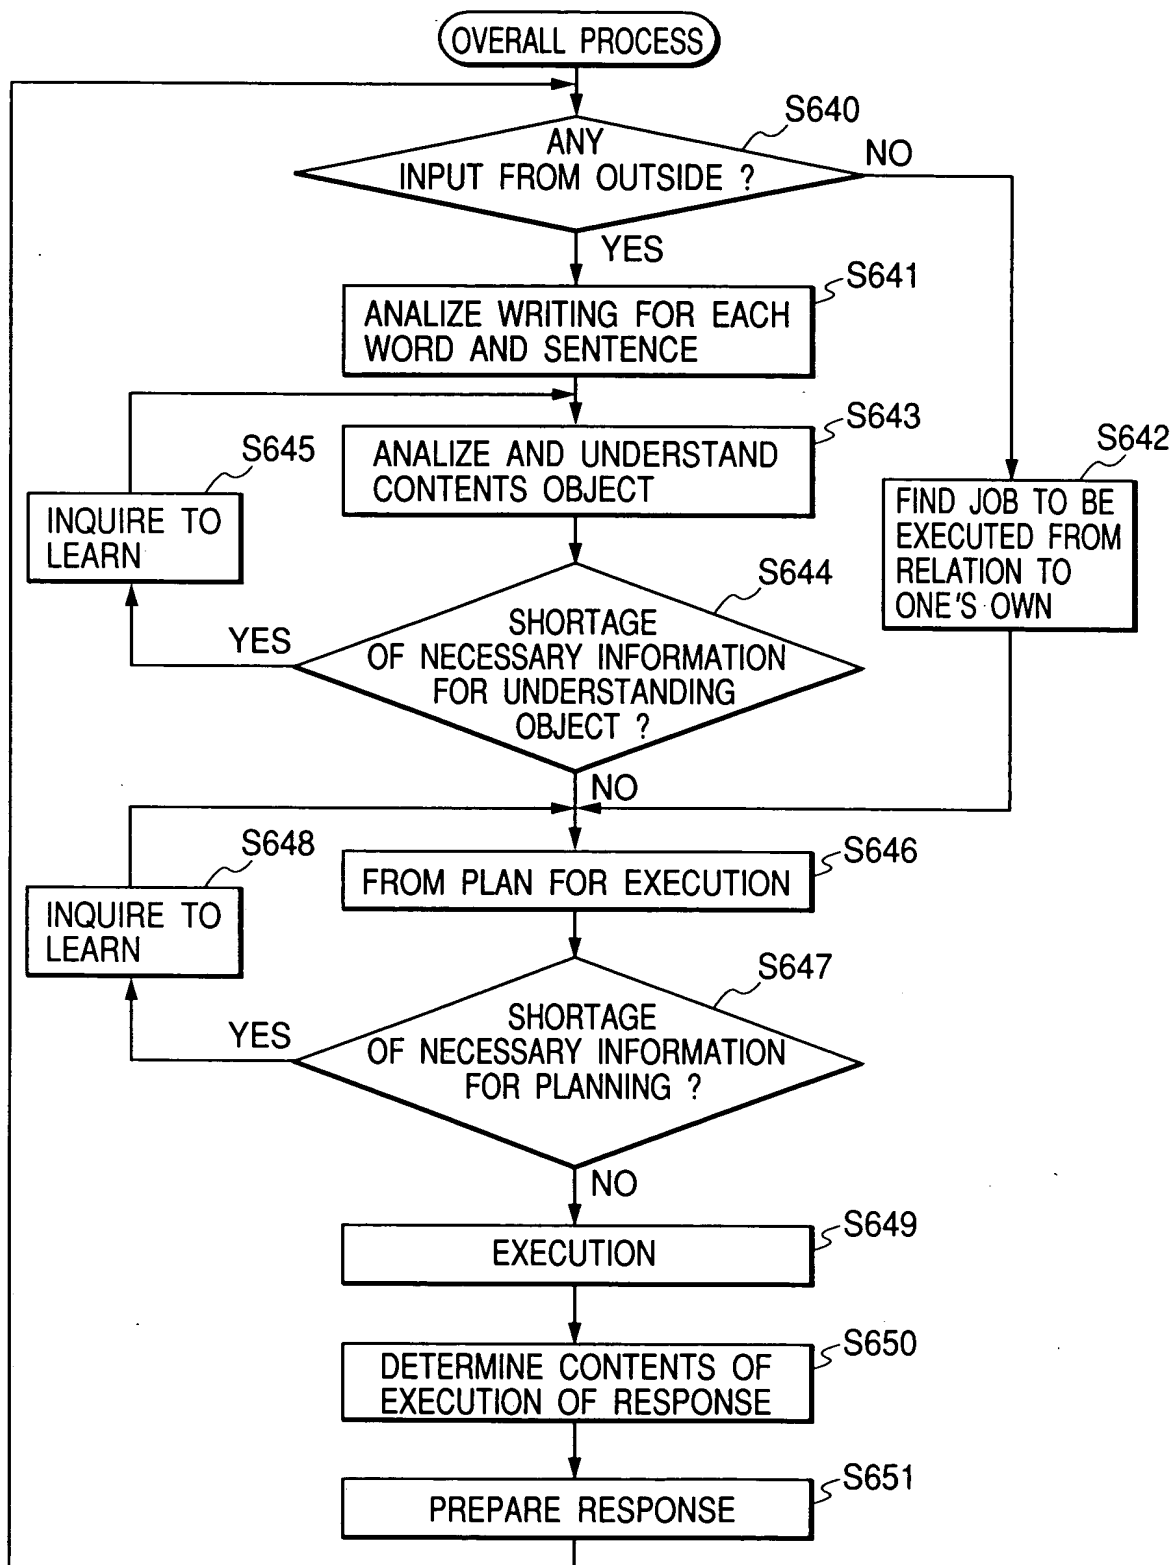 OVERALL PROCESS
S640
ANY
INPUT FROM OUTSIDE ?
NO
YES
S641
ANALIZE WRITING FOR EACH
WORD AND SENTENCE
S643
ANALIZE AND UNDERSTAND
CONTENTS OBJECT
S645
INQUIRE TO
LEARN
S642
FIND JOB TO BE
EXECUTED FROM
RELATION TO
ONE'S OWN
S644
SHORTAGE
OF NECESSARY INFORMATION
FOR UNDERSTANDING
OBJECT ?
YES
NO
S646
FROM PLAN FOR EXECUTION
S648
INQUIRE TO
LEARN
S647
SHORTAGE
OF NECESSARY INFORMATION
FOR PLANNING ?
YES
NO
S649
EXECUTION
S650
DETERMINE CONTENTS OF
EXECUTION OF RESPONSE
S651
PREPARE RESPONSE